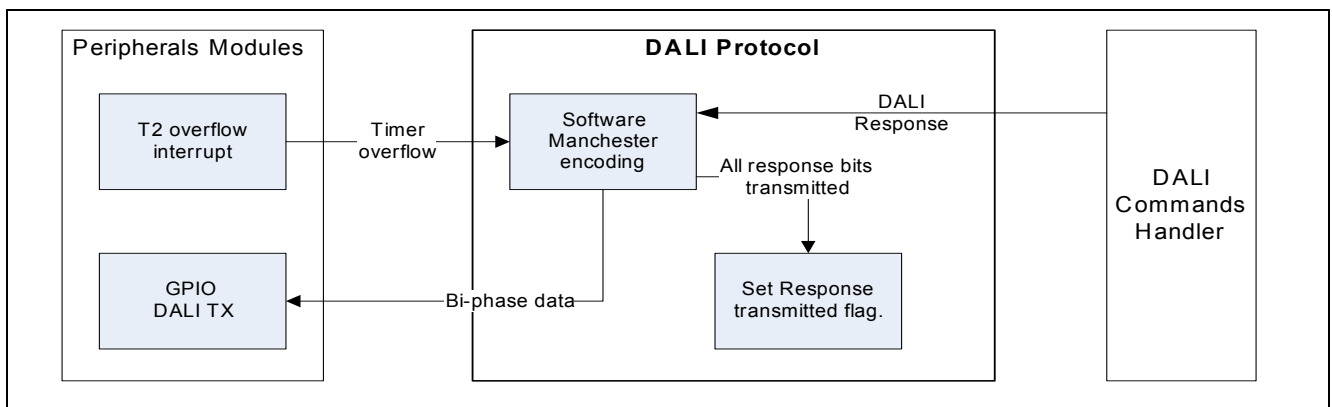 Peripherals Modules
DALI Protocol
T2 overflow
interrupt
Timer
overflow
Software
Manchester
encoding
DALI
Response
All response bits
transmitted
DALI
Commands
Handler
GPIO
DALI TX
Bi-phase data
Set Response
transmitted flag.